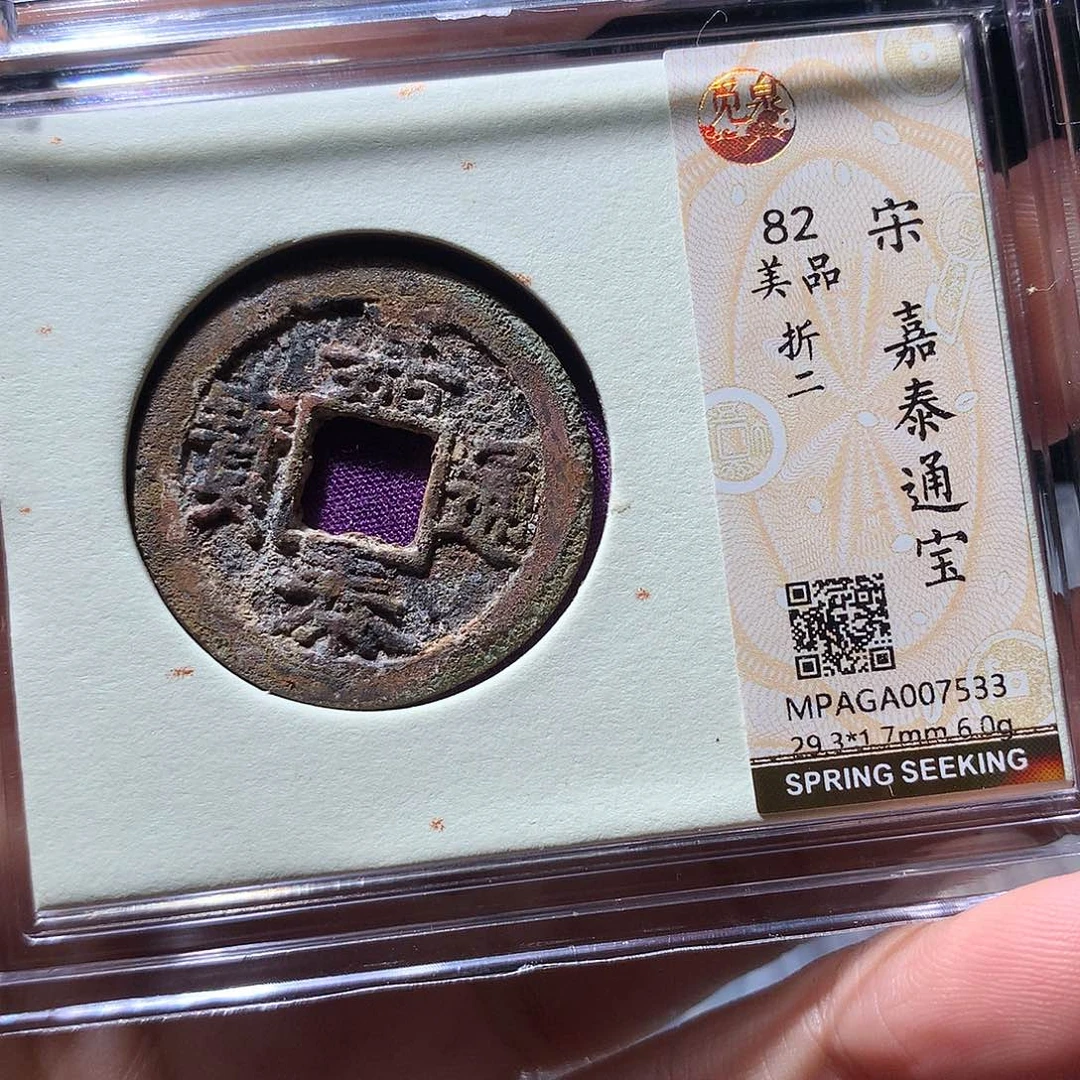 觅泉
宋 嘉泰通宝
82
美品
折二
MPAGA007533
29.3*1.7mm 6.0g
SPRING SEEKING
嘉泰通寶